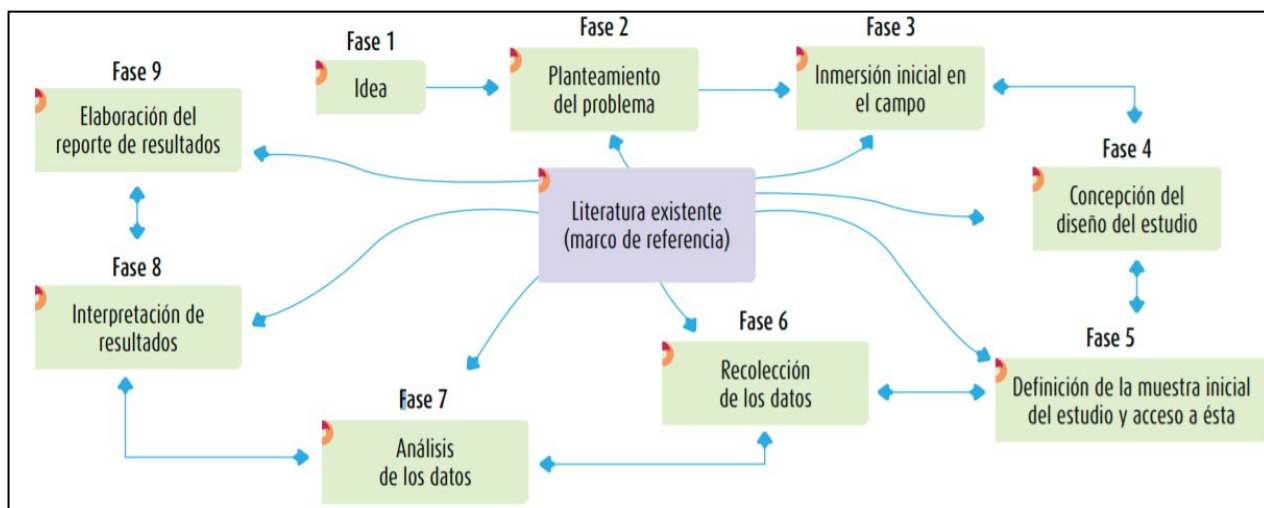 Fase 1
Idea
Fase 2
Planteamiento
del problema
Fase 3
Inmersión inicial en
el campo
Fase 4
Concepción del
diseño del estudio
Fase 5
Definición de la muestra inicial
del estudio y acceso a ésta
Fase 6
Recolección
de los datos
Fase 7
Análisis
de los datos
Fase 8
Interpretación de
resultados
Fase 9
Elaboración del
reporte de resultados
Literatura existente
(marco de referencia)